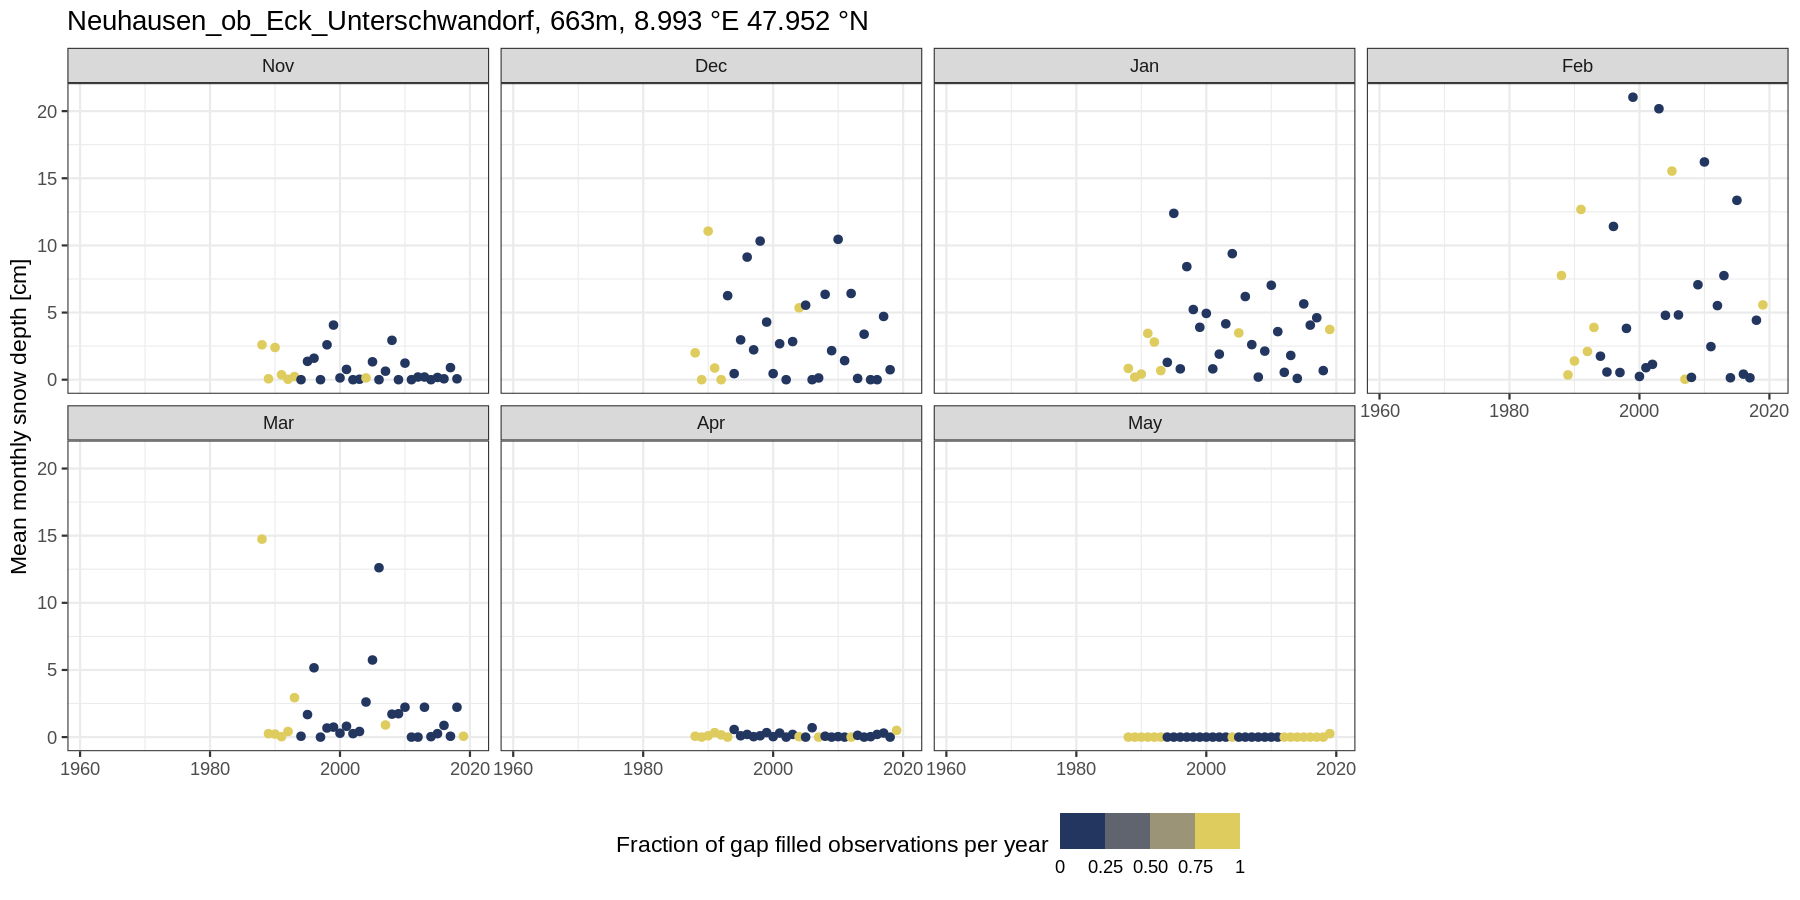 Neuhausen_ob_Eck_Unterschwandorf, 663m, 8.993 °E 47.952 °N
Nov Dec Jan Feb
20
15
10
5
0
1960 1980 2000 2020
Mar Apr May
20
15
10
5
0
1960 1980 2000 2020 1960 1980 2000 2020 1960 1980 2000 2020
Mean monthly snow depth [cm]
Fraction of gap filled observations per year
0 0.25 0.50 0.75 1